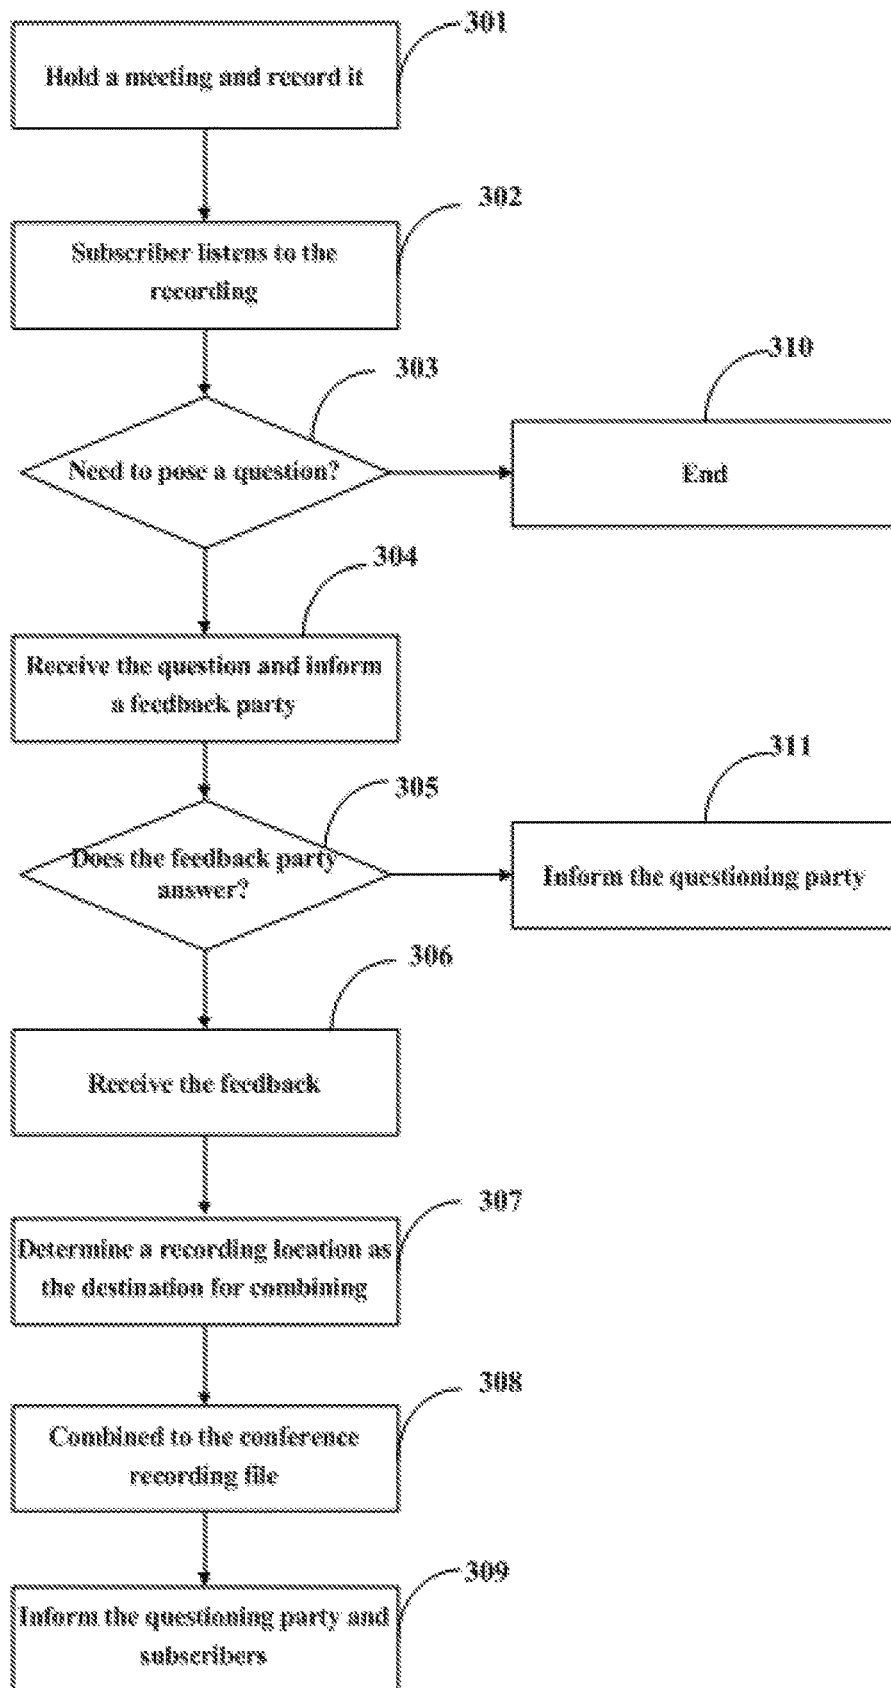 301
Hold a meeting and record it
302
Subscriber listens to the
recording
303
Need to pose a question?
310
End
304
Receive the question and inform
a feedback party
305
Does the feedback party
answer?
311
Inform the questioning party
306
Receive the feedback
307
Determine a recording location as
the destination for combining
308
Combined to the conference
recording file
309
Inform the questioning party and
subscribers